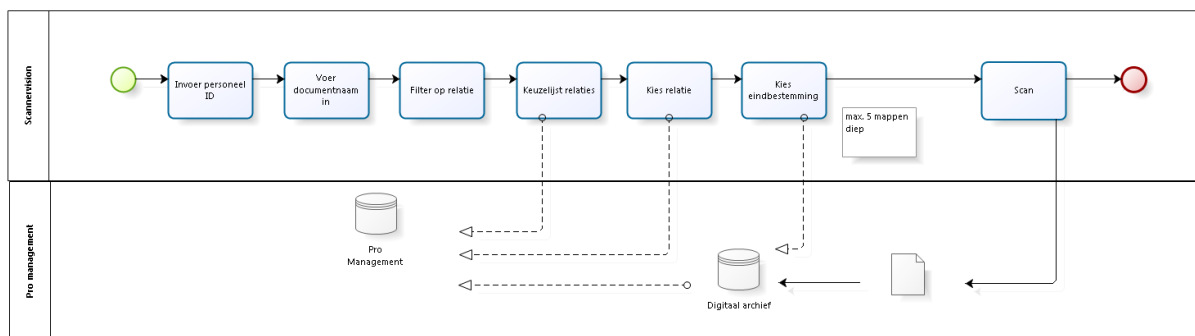 Scannervision
Invoer personeel
ID
Voer
documentnaam
in
Filter op relatie
Keuzelijst relaties
Kies relatie
Kies
eindbestemming
max. 5 mappen
diep
Scan
Pro management
Pro
Management
Digitaal archief